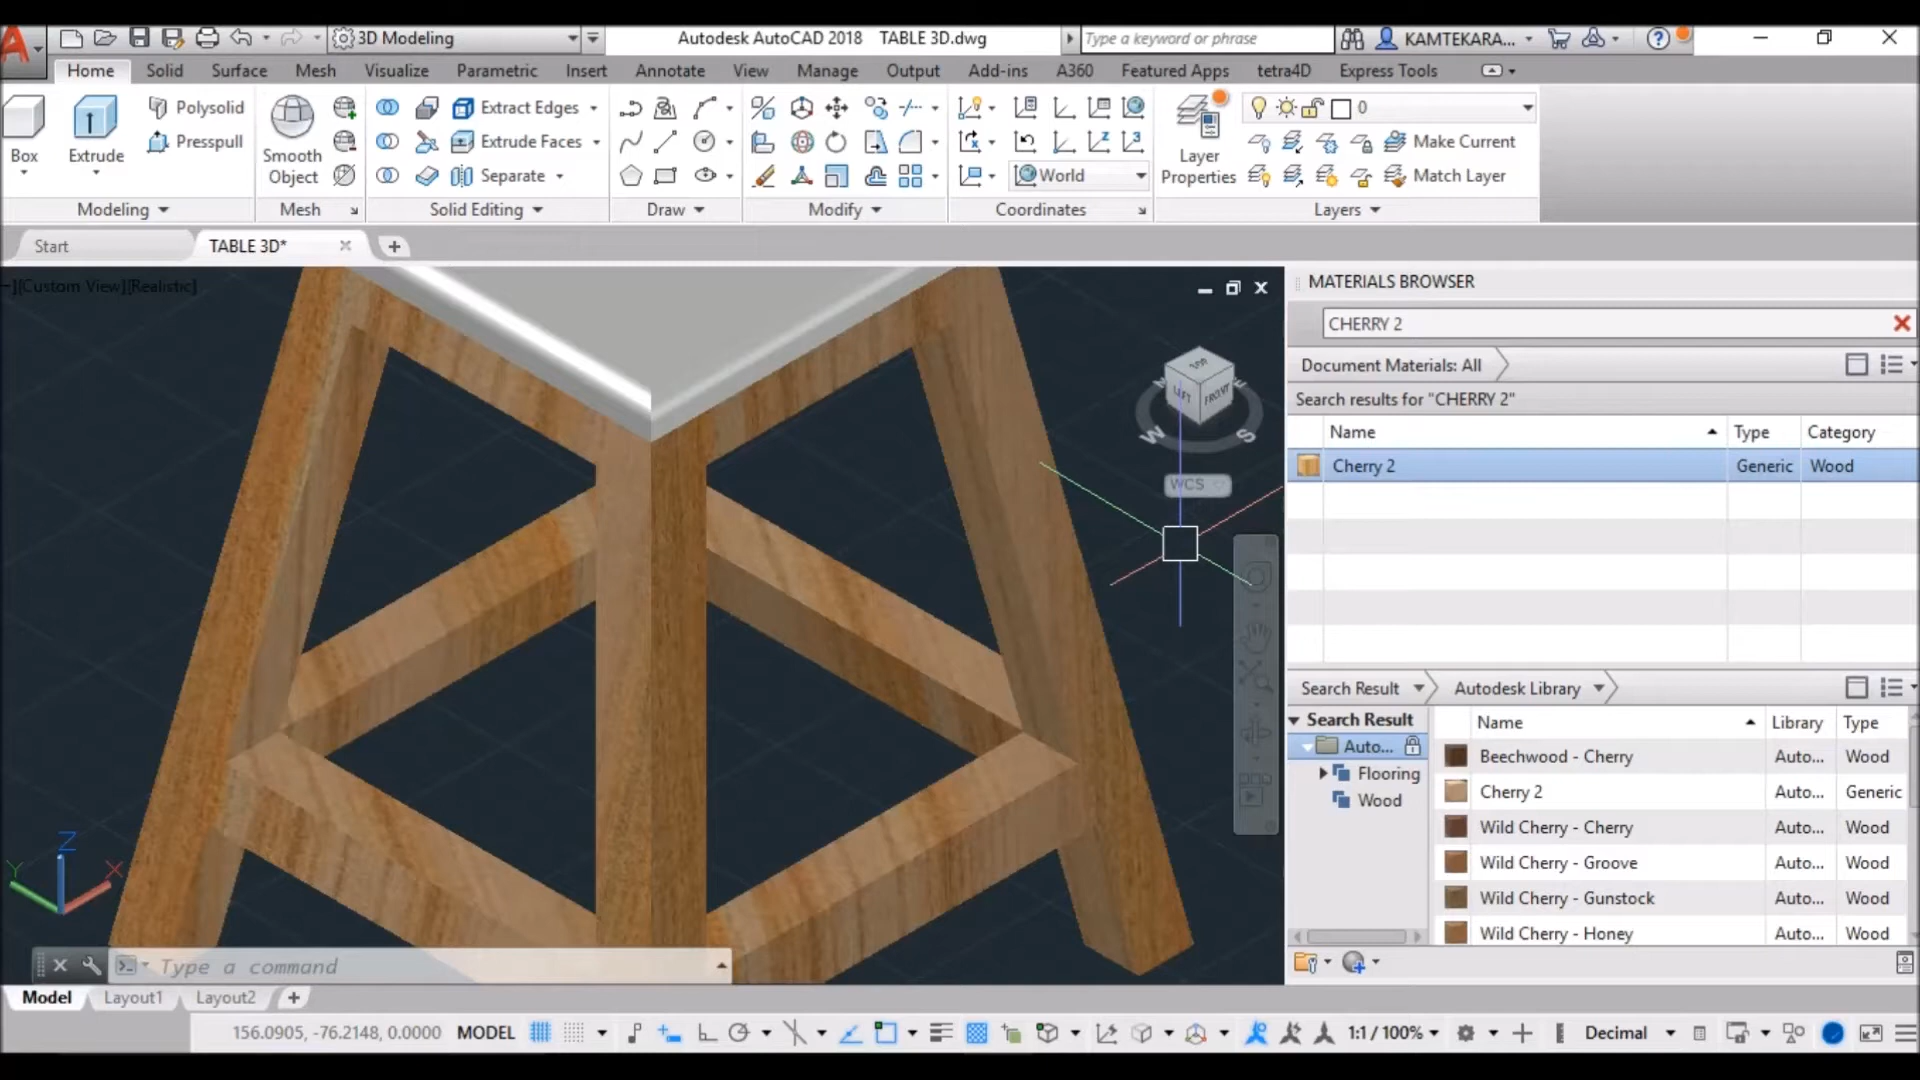 3D Modeling
Autodesk AutoCAD 2018 TABLE 3D.dwg
Type a keyword or phrase
KAMTEKARA...
Home Solid Surface Mesh Visualize Parametric Insert Annotate View Manage Output Add-ins A360 Featured Apps tetra4D Express Tools
Polysolid Extract Edges 0
Presspull Extrude Faces Make Current
Box Extrude Smooth Object Separate World Layer Properties Match Layer
Modeling Mesh Solid Editing Draw Modify Coordinates Layers
Start TABLE 3D*
[Custom View][Realistic]
MATERIALS BROWSER
CHERRY 2
Document Materials: All
Search results for "CHERRY 2"
Name Type Category
Cherry 2 Generic Wood
TOP
LEFT FRONT
W S
WCS
Search Result Autodesk Library
Search Result Name Library Type
Auto... Beechwood - Cherry Auto... Wood
Flooring Cherry 2 Auto... Generic
Wood Wild Cherry - Cherry Auto... Wood
Wild Cherry - Groove Auto... Wood
Wild Cherry - Gunstock Auto... Wood
Wild Cherry - Honey Auto... Wood
Z
Y X
Type a command
Model Layout1 Layout2
156.0905, -76.2148, 0.0000 MODEL 1:1 / 100% Decimal